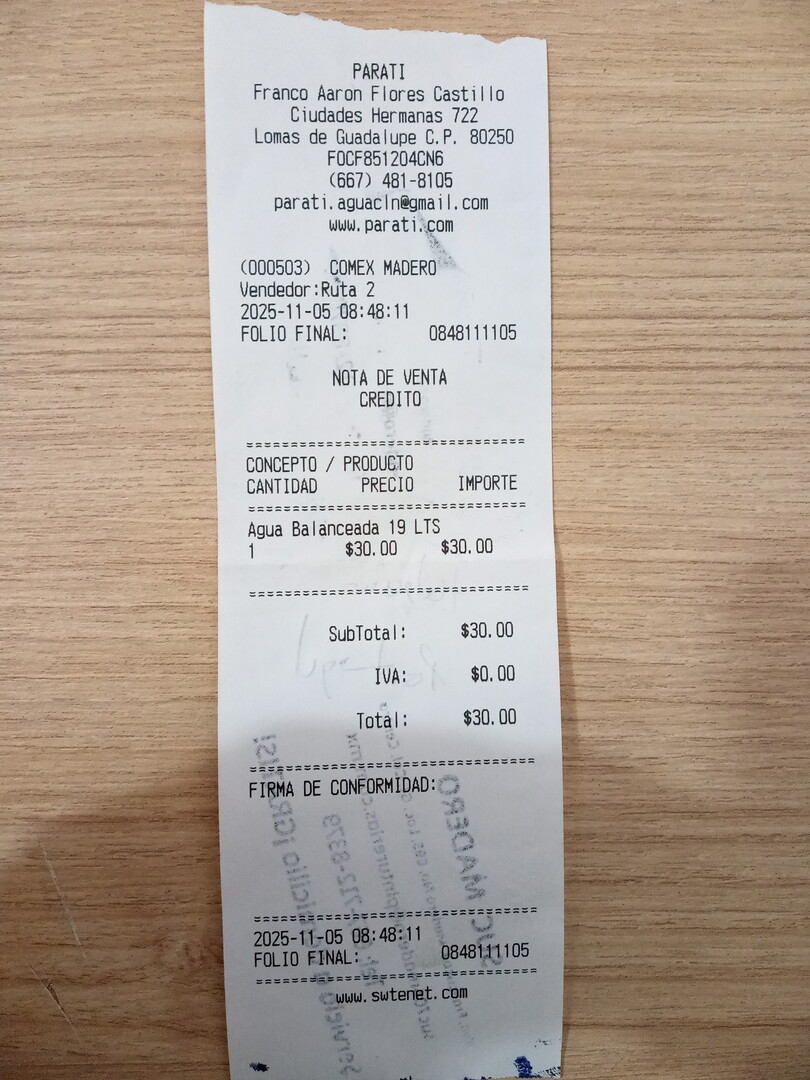 PARATI
Franco Aaron Flores Castillo
Ciudades Hermanas 722
Lomas de Guadalupe C.P. 80250
FOCF851204CN6
(667) 481-8105
parati.aguacln@gmail.com
www.parati.com
(000503) COMEX MADERO
Vendedor:Ruta 2
2025-11-05 08:48:11
FOLIO FINAL: 0848111105
NOTA DE VENTA
CREDITO
CONCEPTO / PRODUCTO
CANTIDAD PRECIO IMPORTE
Agua Balanceada 19 LTS
1 $30.00 $30.00
SubTotal: $30.00
IVA: $0.00
Total: $30.00
FIRMA DE CONFORMIDAD:
2025-11-05 08:48:11
FOLIO FINAL: 0848111105
www.swtenet.com
MADERO